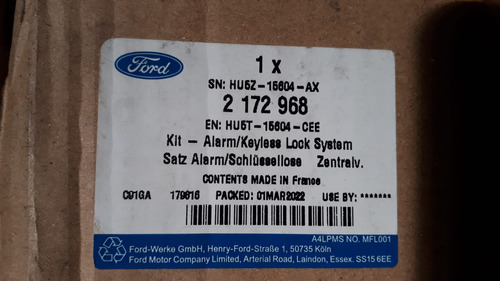 Ford
1 x
SN: HU5Z-15604-AX
2 172 968
EN: HU5T-15604-CEE
Kit - Alarm/Keyless Lock System
Satz Alarm/Schlüssellose Zentralv.
CONTENTS MADE IN France
C91GA 179616 PACKED: 01MAR2022 USE BY: *******
A4LPMS NO. MFL001
Ford-Werke GmbH, Henry-Ford-Straße 1, 50735 Köln
Ford Motor Company Limited, Arterial Road, Laindon, Essex. SS15 6EE